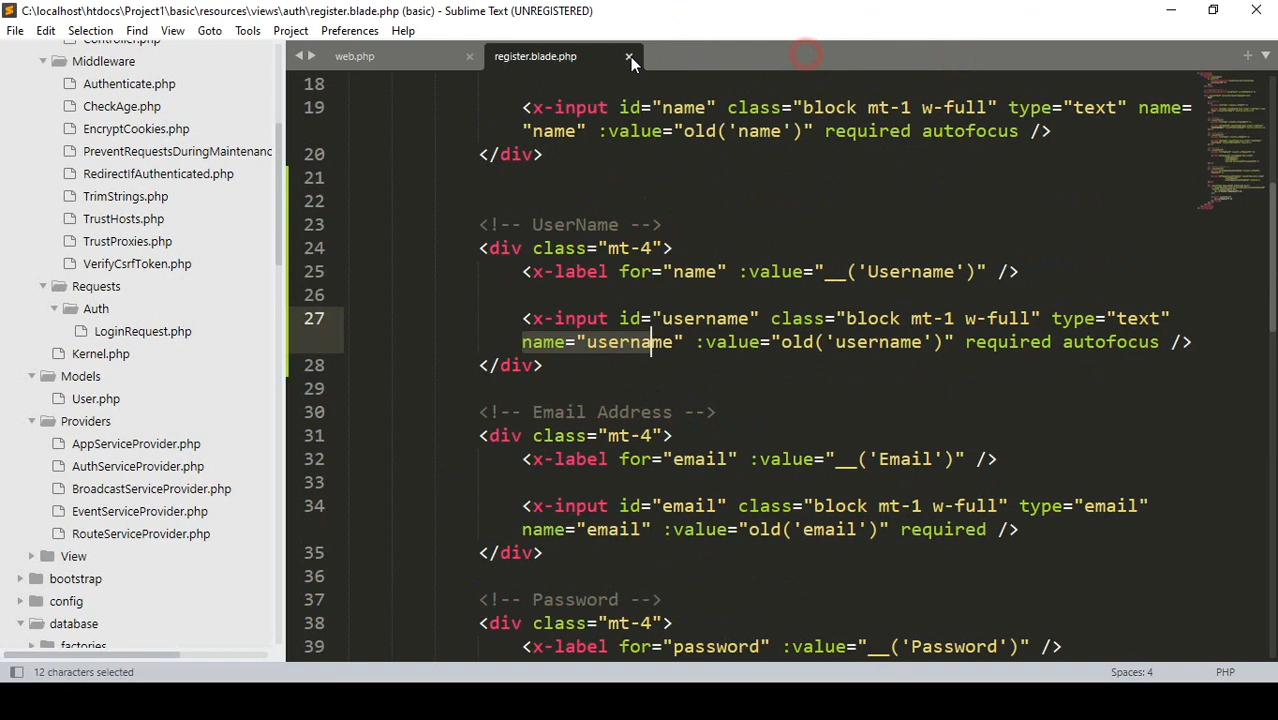 C:\localhost\htdocs\Project1\basic\resources\views\auth\register.blade.php (basic) - Sublime Text (UNREGISTERED)
File Edit Selection Find View Goto Tools Project Preferences Help
Controller.php
Middleware
Authenticate.php
CheckAge.php
EncryptCookies.php
PreventRequestsDuringMaintenanc
RedirectIfAuthenticated.php
TrimStrings.php
TrustHosts.php
TrustProxies.php
VerifyCsrfToken.php
Requests
Auth
LoginRequest.php
Kernel.php
Models
User.php
Providers
AppServiceProvider.php
AuthServiceProvider.php
BroadcastServiceProvider.php
EventServiceProvider.php
RouteServiceProvider.php
View
bootstrap
config
database
factories
web.php
register.blade.php
18
19 <x-input id="name" class="block mt-1 w-full" type="text" name=
"name" :value="old('name')" required autofocus />
20 </div>
21
22
23 <!-- UserName -->
24 <div class="mt-4">
25 <x-label for="name" :value="__('Username')" />
26
27 <x-input id="username" class="block mt-1 w-full" type="text"
name="username" :value="old('username')" required autofocus />
28 </div>
29
30 <!-- Email Address -->
31 <div class="mt-4">
32 <x-label for="email" :value="__('Email')" />
33
34 <x-input id="email" class="block mt-1 w-full" type="email"
name="email" :value="old('email')" required />
35 </div>
36
37 <!-- Password -->
38 <div class="mt-4">
39 <x-label for="password" :value="__('Password')" />
12 characters selected
Spaces: 4
PHP